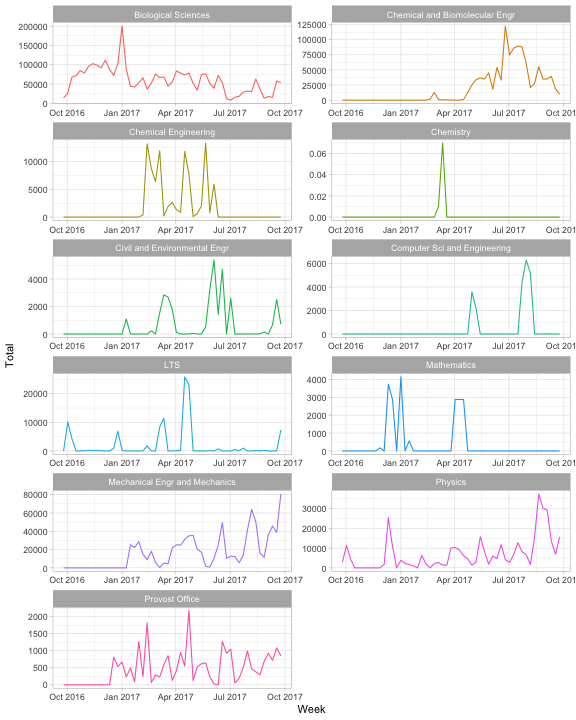 Biological Sciences
200000
150000
100000
50000
0
Oct 2016 Jan 2017 Apr 2017 Jul 2017 Oct 2017
Chemical and Biomolecular Engr
125000
100000
75000
50000
25000
0
Oct 2016 Jan 2017 Apr 2017 Jul 2017 Oct 201
Chemical Engineering
10000
5000
0
Oct 2016 Jan 2017 Apr 2017 Jul 2017 Oct 2017
Chemistry
0.06
0.04
0.02
0.00
Oct 2016 Jan 2017 Apr 2017 Jul 2017 Oct 201
Civil and Environmental Engr
4000
2000
0
Oct 2016 Jan 2017 Apr 2017 Jul 2017 Oct 2017
Computer Sci and Engineering
6000
4000
2000
0
Oct 2016 Jan 2017 Apr 2017 Jul 2017 Oct 201
Total
LTS
20000
10000
0
Oct 2016 Jan 2017 Apr 2017 Jul 2017 Oct 2017
Mathematics
4000
3000
2000
1000
0
Oct 2016 Jan 2017 Apr 2017 Jul 2017 Oct 201
Mechanical Engr and Mechanics
80000
60000
40000
20000
0
Oct 2016 Jan 2017 Apr 2017 Jul 2017 Oct 2017
Physics
30000
20000
10000
0
Oct 2016 Jan 2017 Apr 2017 Jul 2017 Oct 201
Provost Office
2000
1500
1000
500
0
Oct 2016 Jan 2017 Apr 2017 Jul 2017 Oct 2017
Week